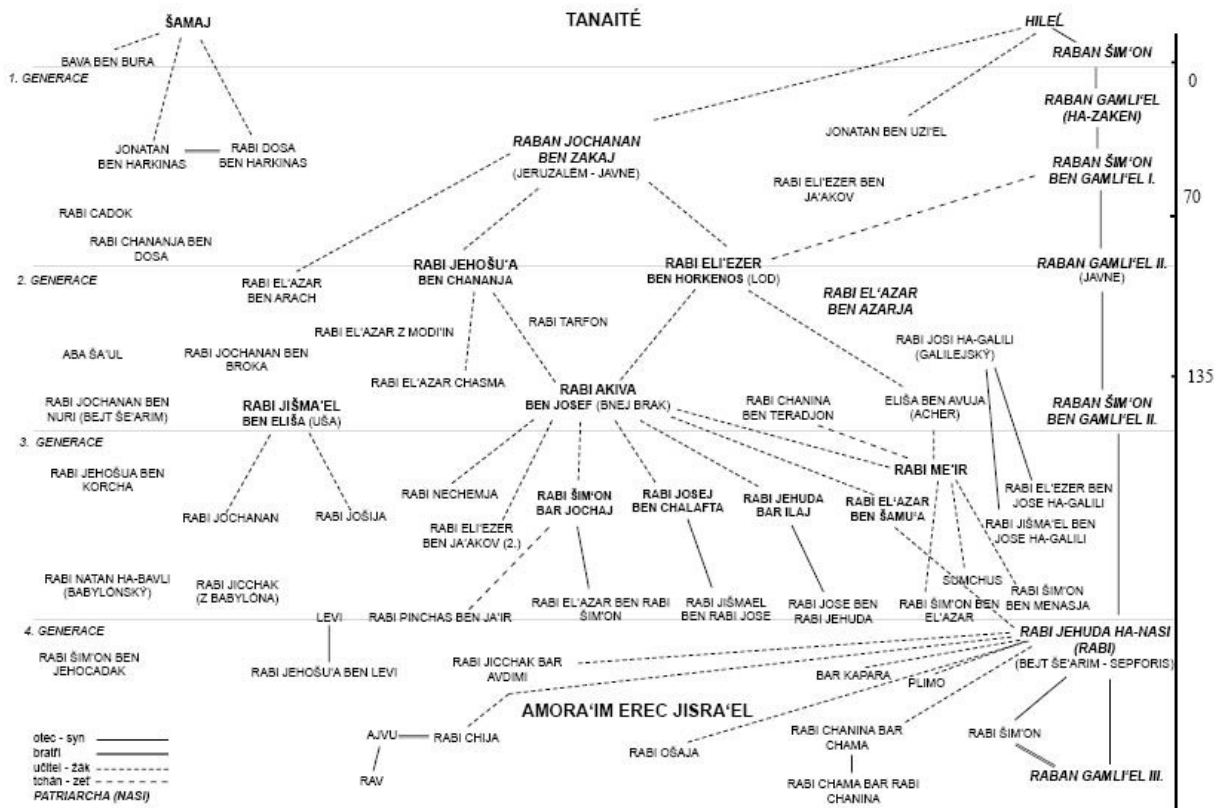 TANAITÉ
ŠAMAJ
HILEĽ
BAVA BEN BURA
RABAN ŠIM‘ON
1. GENERACE
0
RABAN GAMLI‘EL
(HA-ZAKEN)
JONATAN BEN UZI'EL
RABAN JOCHANAN
BEN ZAKAJ
(JERUZALÉM - JAVNE)
JONATAN
BEN HARKINAS
RABI DOSA
BEN HARKINAS
RABAN ŠIM‘ON
BEN GAMLI‘EL I.
RABI ELI'EZER BEN
JA'AKOV
70
RABI CADOK
RABI CHANANJA BEN
DOSA
RABI JEHOŠU‘A
BEN CHANANJA
RABI ELI‘EZER
BEN HORKENOS (LOD)
RABAN GAMLI‘EL II.
(JAVNE)
2. GENERACE
RABI EL'AZAR
BEN ARACH
RABI EL‘AZAR
BEN AZARJA
RABI TARFON
RABI EL'AZAR Z MODI'IN
RABI JOSI HA-GALILI
(GALILEJSKÝ)
ABA ŠA'UL
RABI JOCHANAN BEN
BROKA
RABI EL'AZAR CHASMA
135
RABI AKIVA
BEN JOSEF (BNEJ BRAK)
RABI JOCHANAN BEN
NURI (BEJT ŠE'ARIM)
RABI JIŠMA'EL
BEN ELIŠA (UŠA)
RABI CHANINA
BEN TERADJON
ELIŠA BEN AVUJA
(ACHER)
RABAN ŠIM‘ON
BEN GAMLI‘EL II.
3. GENERACE
RABI JEHOŠUA BEN
KORCHA
RABI ME'IR
RABI NECHEMJA
RABI ŠIM‘ON
BAR JOCHAJ
RABI JOSEJ
BEN CHALAFTA
RABI JEHUDA
BAR ILAJ
RABI EL‘AZAR
BEN ŠAMU‘A
RABI EL'EZER BEN
JOSE HA-GALILI
RABI JOCHANAN
RABI JOŠIJA
RABI ELI'EZER
BEN JA'AKOV (2.)
RABI JIŠMA'EL BEN
JOSE HA-GALILI
RABI NATAN HA-BAVLI
(BABYLONSKÝ)
RABI JICCHAK
(Z BABYLÓNA)
SUMCHUS
RABI ŠIM'ON
BEN MENASJA
LEVI
RABI PINCHAS BEN JA'IR
RABI EL'AZAR BEN RABI
ŠIM'ON
RABI JIŠMAEL
BEN RABI JOSE
RABI JOSE BEN
RABI JEHUDA
RABI ŠIM'ON BEN
EL'AZAR
4. GENERACE
RABI JEHUDA HA-NASI
(RABI)
(BEJT ŠE'ARIM - SEPFORIS)
RABI ŠIM'ON BEN
JEHOCADAK
RABI JEHOŠU'A BEN LEVI
RABI JICCHAK BAR
AVDIMI
BAR KAPARA
PLIMO
AMORA‘IM EREC JISRA‘EL
AJVU
RABI CHIJA
RABI OŠAJA
RABI CHANINA BAR
CHAMA
RABI ŠIM'ON
RAV
RABI CHAMA BAR RABI
CHANINA
RABAN GAMLI‘EL III.
otec - syn
bratři
učitel - žák
tchán - zeť
PATRIARCHA (NASI)